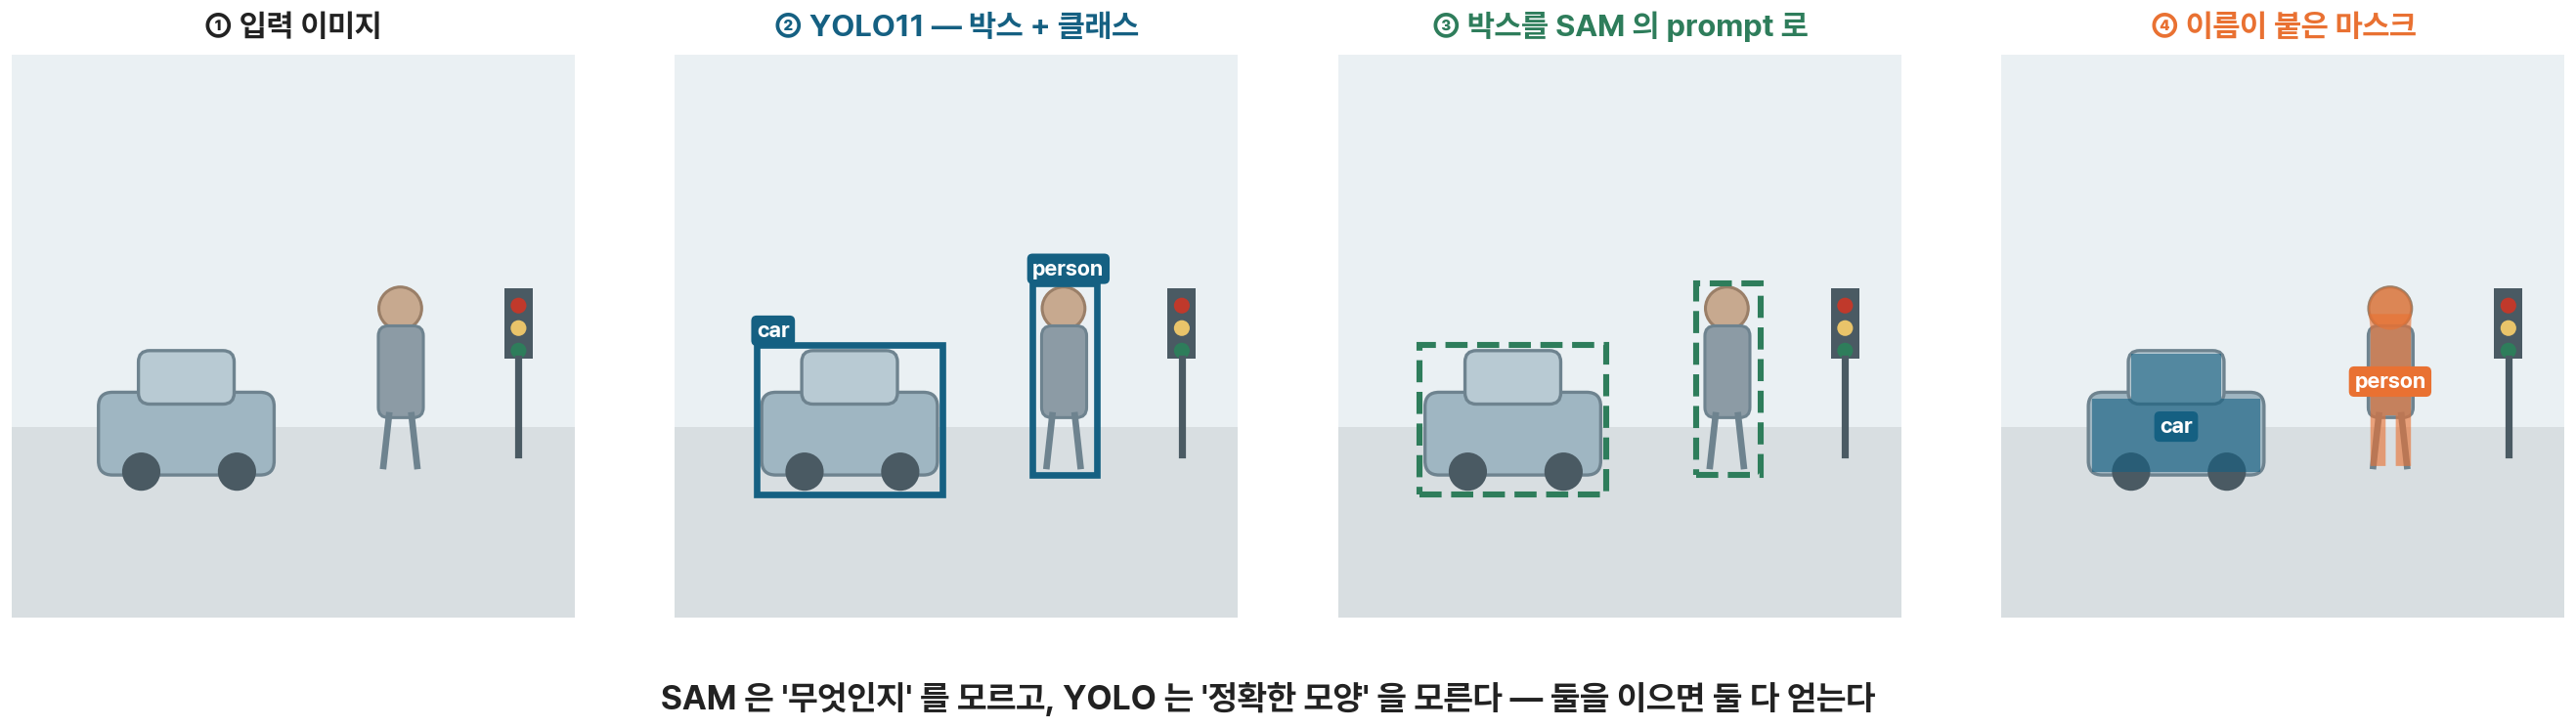 ① 입력 이미지
② YOLO11 — 박스 + 클래스
③ 박스를 SAM 의 prompt 로
④ 이름이 붙은 마스크
person
car
person
car
SAM 은 '무엇인지' 를 모르고, YOLO 는 '정확한 모양' 을 모른다 — 둘을 이으면 둘 다 얻는다